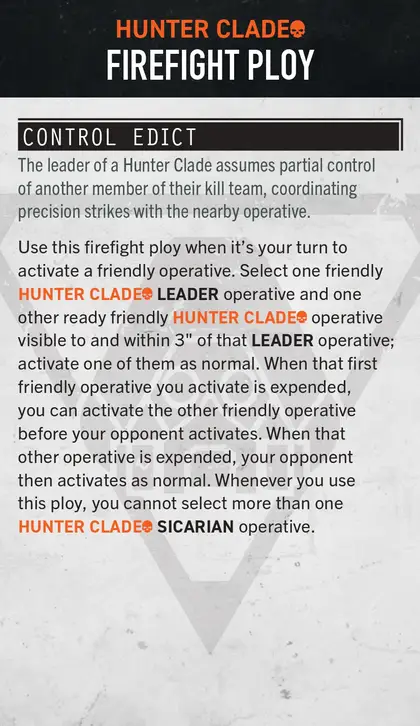 HUNTER CLADE
FIREFIGHT PLOY
CONTROL EDICT
The leader of a Hunter Clade assumes partial control
of another member of their kill team, coordinating
precision strikes with the nearby operative.
Use this firefight ploy when it's your turn to
activate a friendly operative. Select one friendly
HUNTER CLADE LEADER operative and one
other ready friendly HUNTER CLADE operative
visible to and within 3" of that LEADER operative;
activate one of them as normal. When that first
friendly operative you activate is expended,
you can activate the other friendly operative
before your opponent activates. When that
other operative is expended, your opponent
then activates as normal. Whenever you use
this ploy, you cannot select more than one
HUNTER CLADE SICARIAN operative.